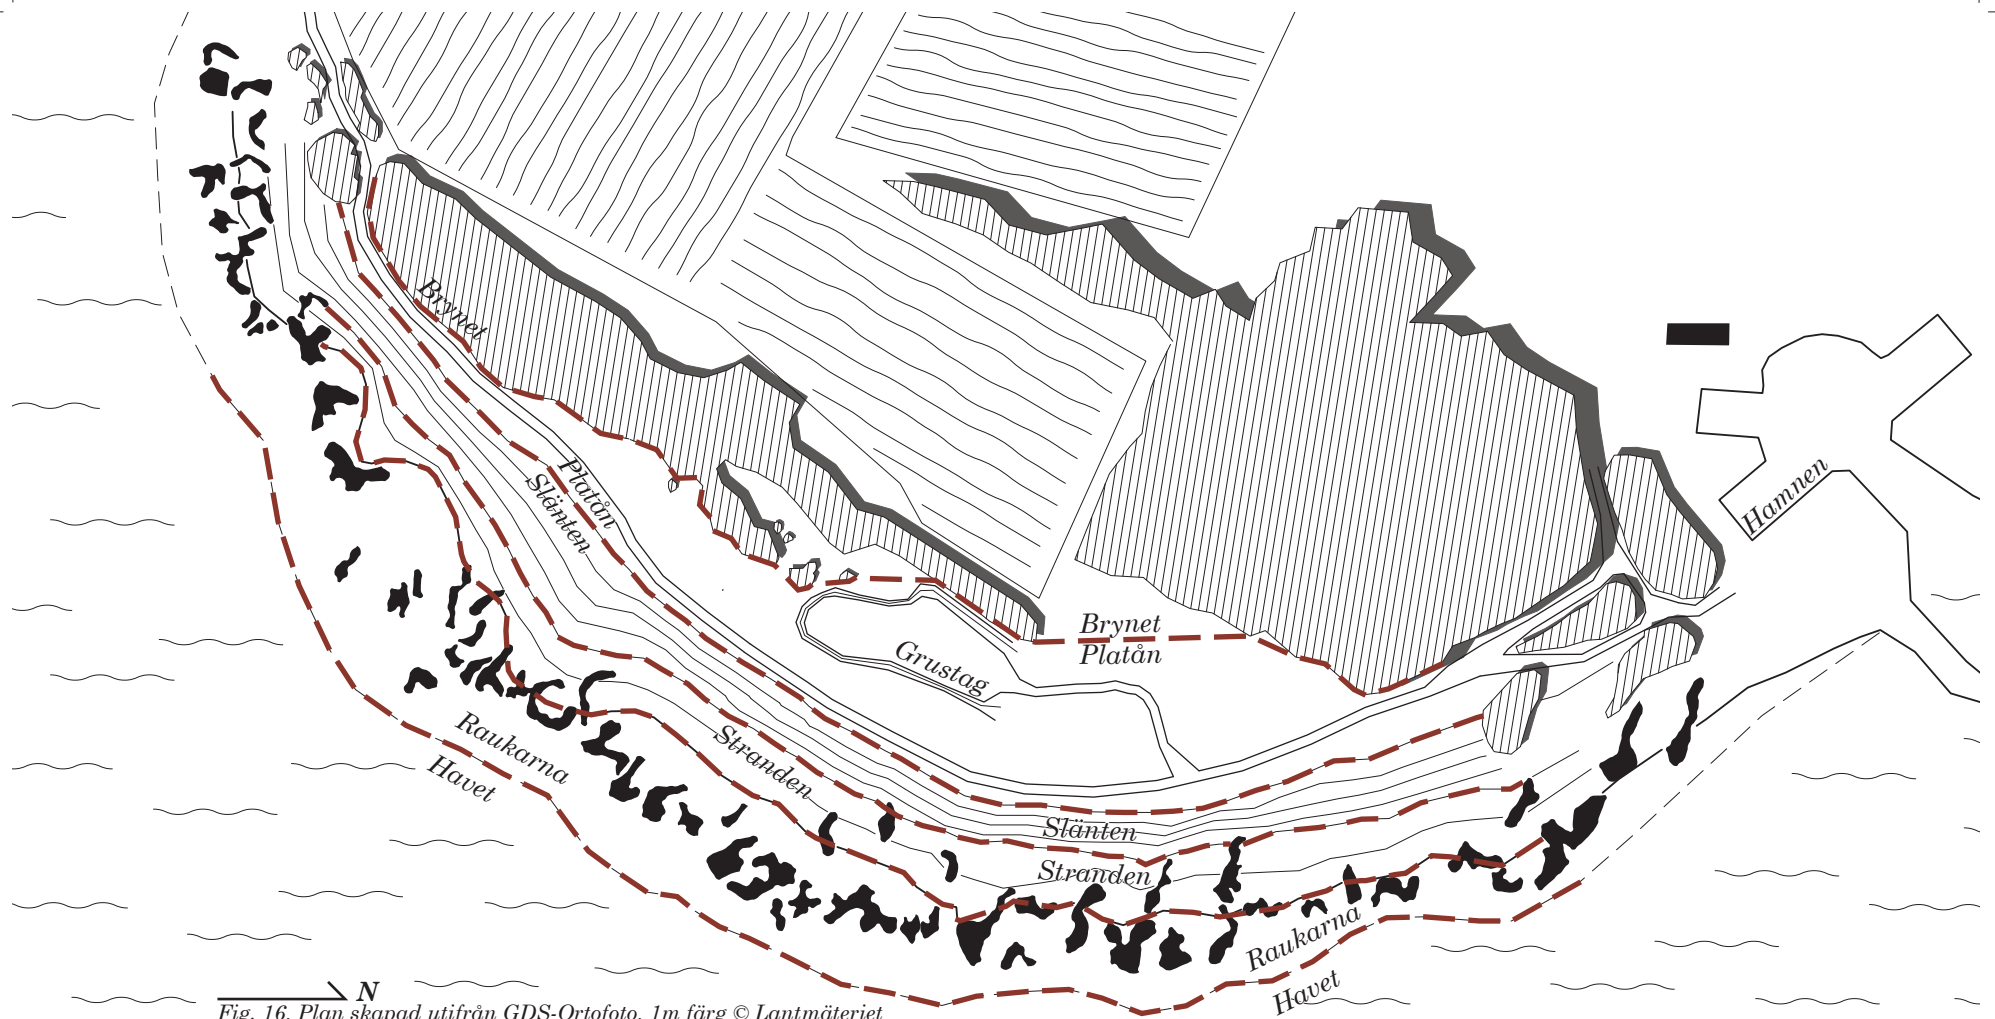 Brynet
Platån
Slänten
Hamnen
Brynet
Platån
Grustag
Stranden
Raukarna
Havet
Slänten
Stranden
Raukarna
Havet
N
Fig. 16. Plan skapad utifrån GDS-Ortofoto, 1m färg © Lantmäteriet